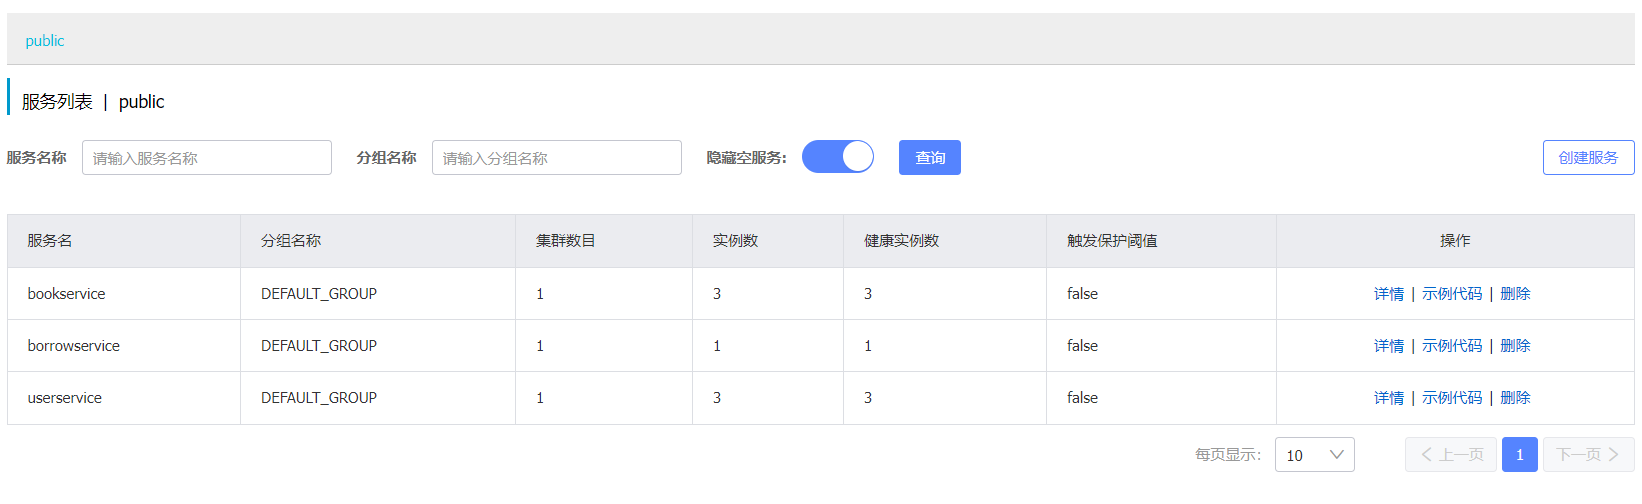 public
服务列表 | public
服务名称 请输入服务名称 分组名称 请输入分组名称 隐藏空服务: 查询 创建服务
服务名 分组名称 集群数目 实例数 健康实例数 触发保护阈值 操作
bookservice DEFAULT_GROUP 1 3 3 false 详情 | 示例代码 | 删除
borrowservice DEFAULT_GROUP 1 1 1 false 详情 | 示例代码 | 删除
userservice DEFAULT_GROUP 1 3 3 false 详情 | 示例代码 | 删除
每页显示: 10 上一页 1 下一页